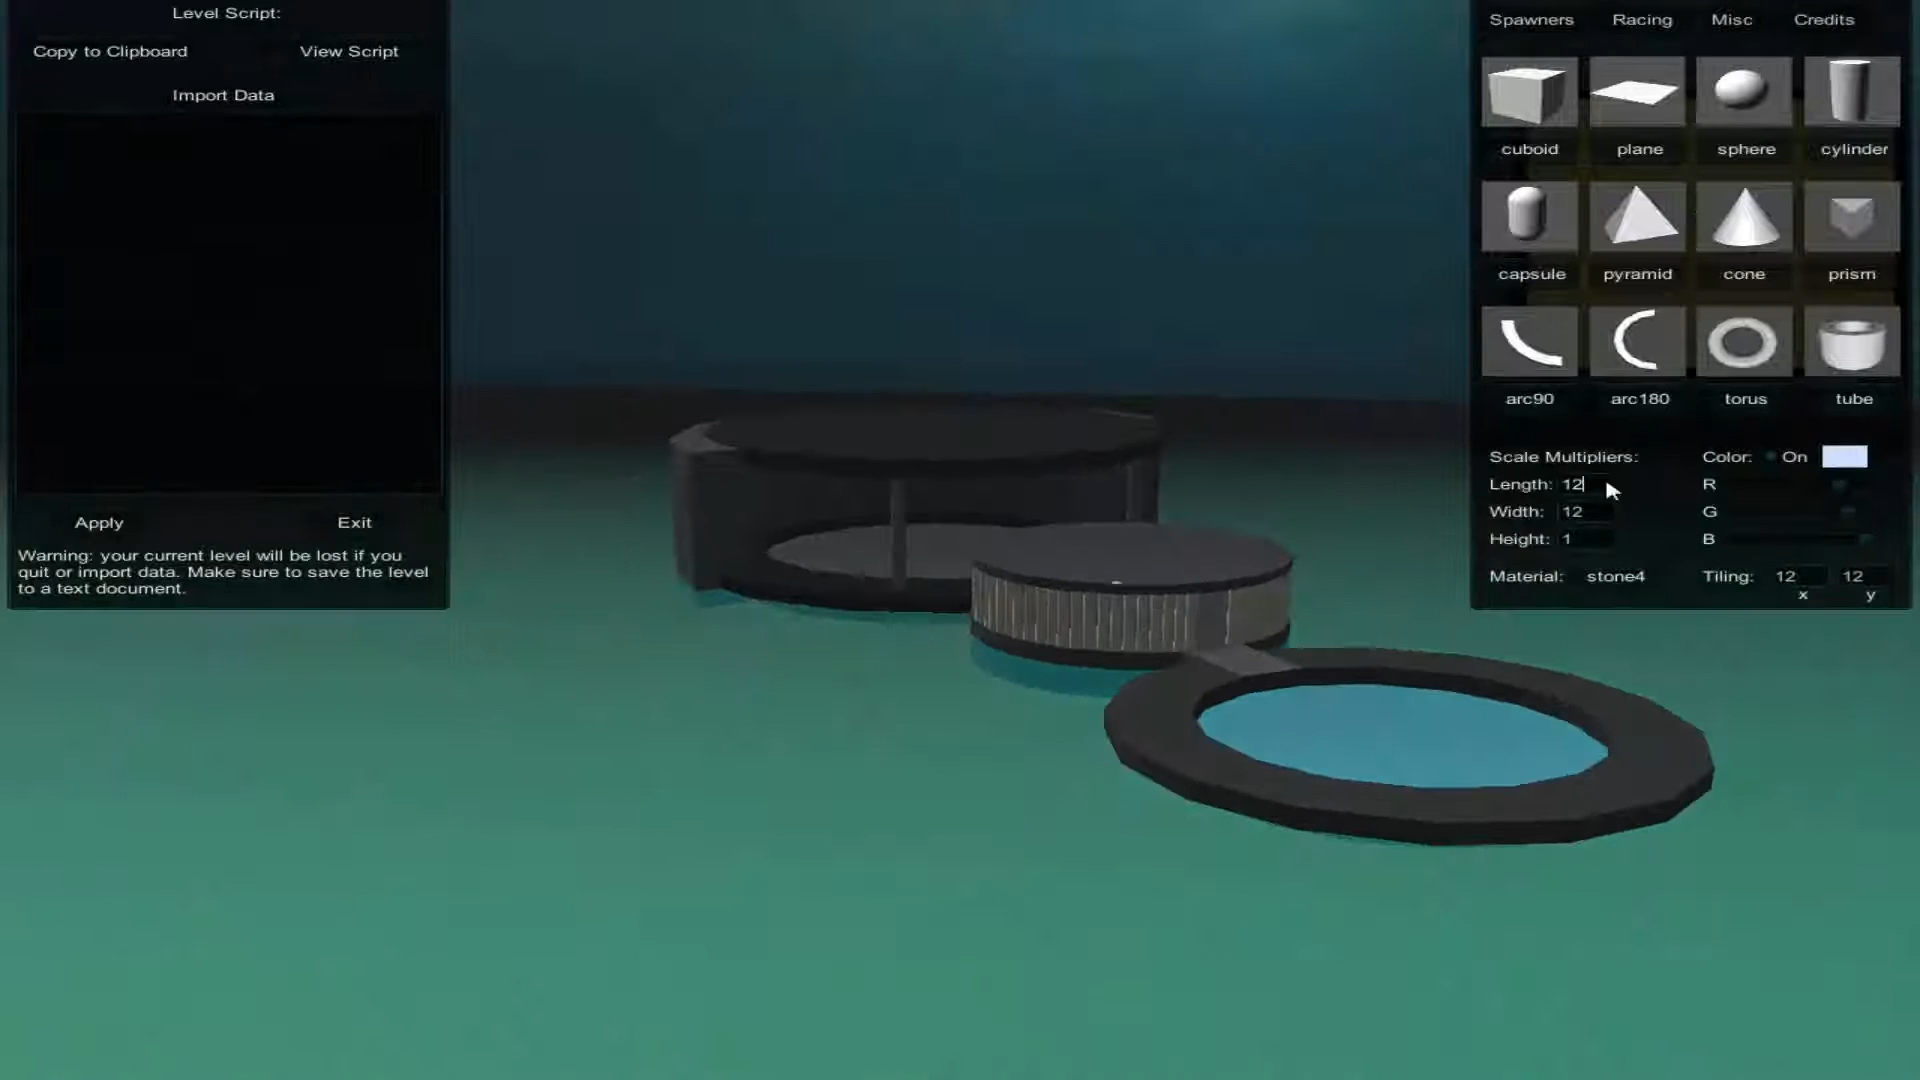 Level Script:
Copy to Clipboard View Script
Import Data
Apply Exit
Warning: your current level will be lost if you
quit or import data. Make sure to save the level
to a text document.
Spawners Racing Misc Credits
cuboid plane sphere cylinder
capsule pyramid cone prism
arc90 arc180 torus tube
Scale Multipliers: Color: On
Length: 12 R
Width: 12 G
Height: 1 B
Material: stone4 Tiling: 12 12
x y